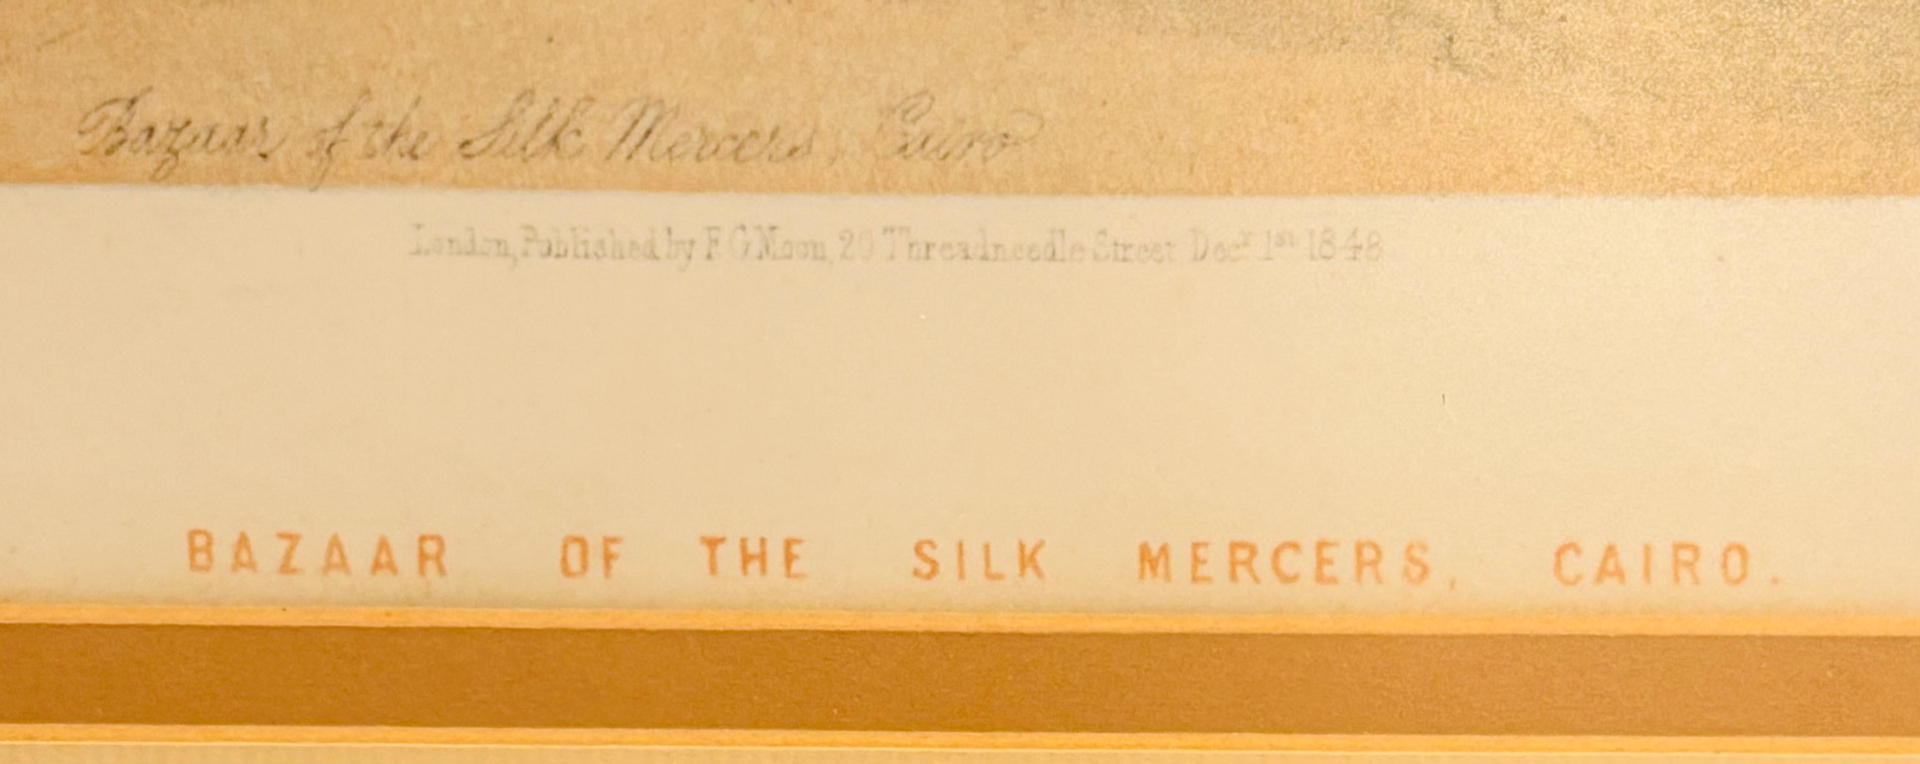 Bazaar of the Silk Mercers, Cairo
London, Published by F. G. Moon, 20 Threadneedle Street Decr 1st 1848
BAZAAR OF THE SILK MERCERS, CAIRO.